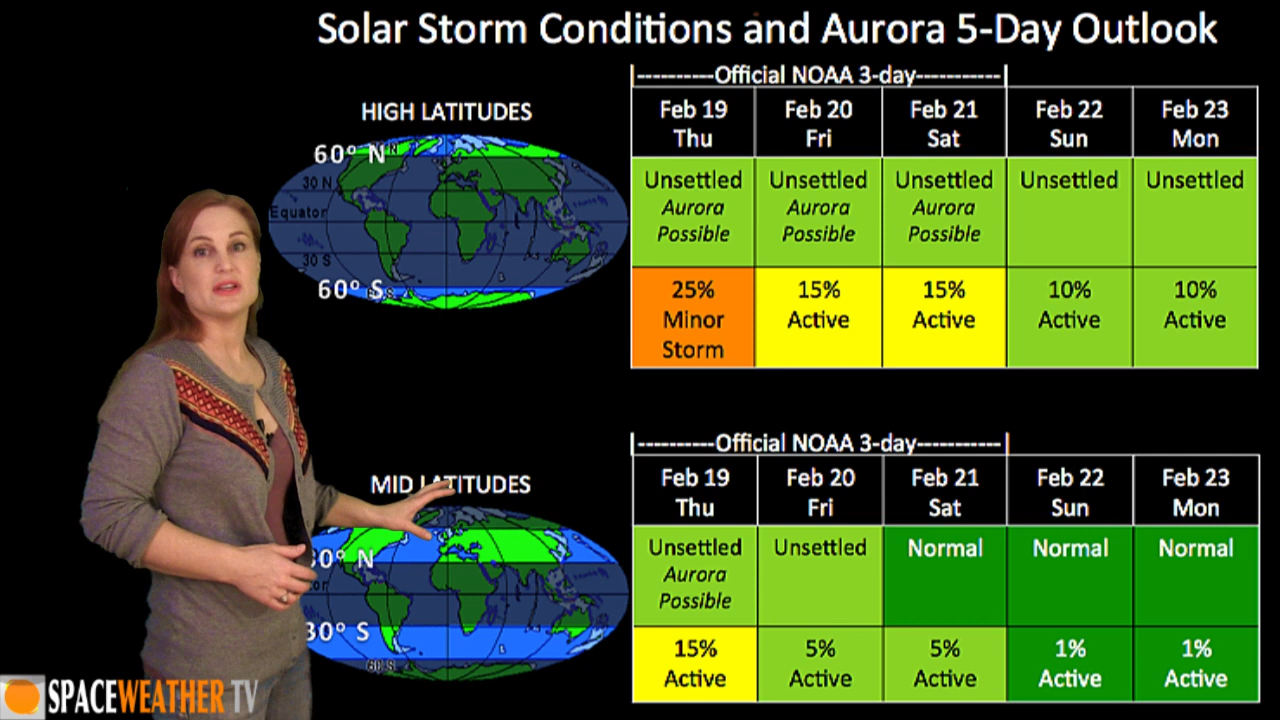 Solar Storm Conditions and Aurora 5-Day Outlook
|----------Official NOAA 3-day----------|
HIGH LATITUDES
Feb 19 Feb 20 Feb 21 Feb 22 Feb 23
Thu Fri Sat Sun Mon
60° N
30 N
Equator
30 S
60° S
Unsettled Unsettled Unsettled Unsettled Unsettled
Aurora Aurora Aurora
Possible Possible Possible
25% 15% 15% 10% 10%
Minor Active Active Active Active
Storm
|----------Official NOAA 3-day----------|
MID LATITUDES
Feb 19 Feb 20 Feb 21 Feb 22 Feb 23
Thu Fri Sat Sun Mon
30° N
30° S
60 S
Unsettled Unsettled Normal Normal Normal
Aurora
Possible
15% 5% 5% 1% 1%
Active Active Active Active Active
SPACEWEATHER TV